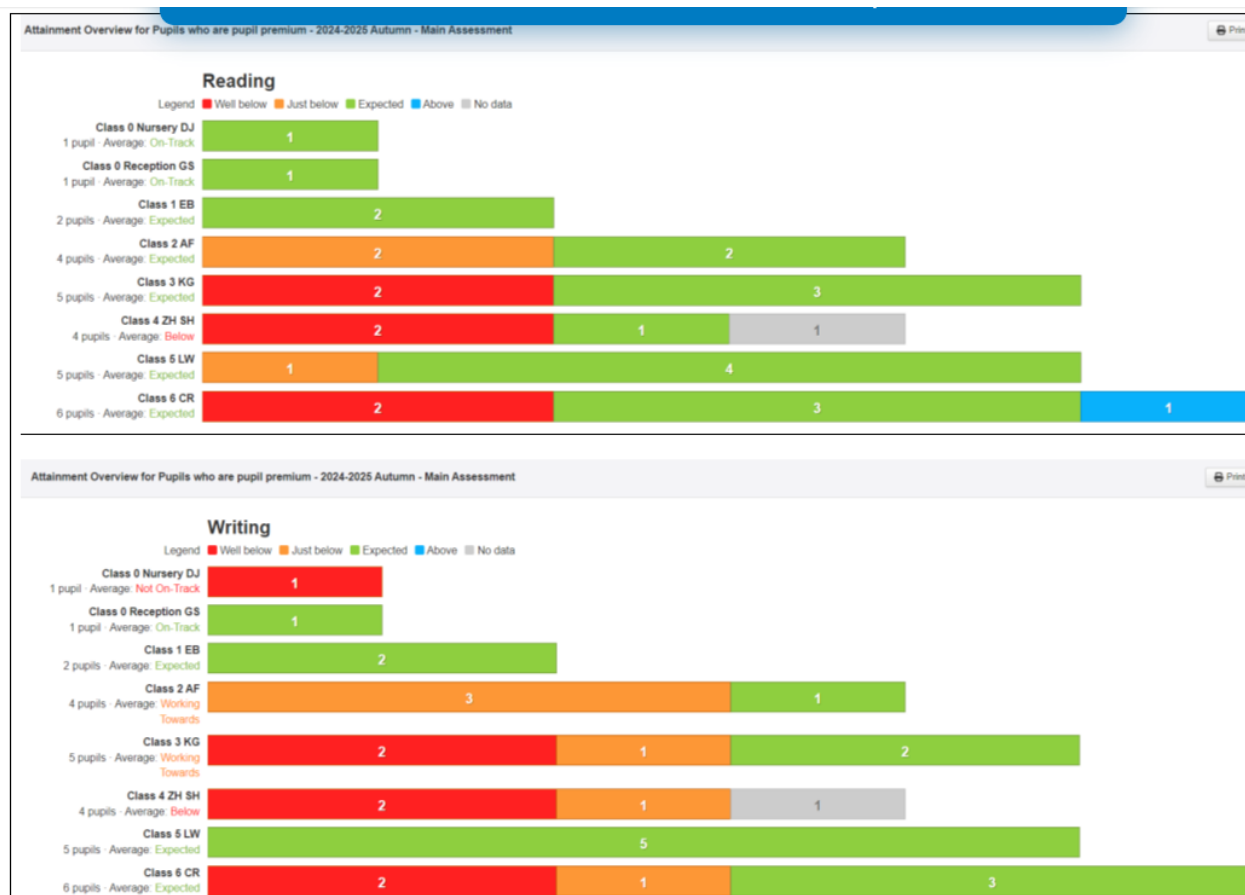 Attainment Overview for Pupils who are pupil premium - 2024-2025 Autumn - Main Assessment
Print
Reading
Legend Well below Just below Expected Above No data
Class 0 Nursery DJ
1 pupil · Average: On-Track
1
Class 0 Reception GS
1 pupil · Average: On-Track
1
Class 1 EB
2 pupils · Average: Expected
2
Class 2 AF
4 pupils · Average: Expected
2 2
Class 3 KG
5 pupils · Average: Expected
2 3
Class 4 ZH SH
4 pupils · Average: Below
2 1 1
Class 5 LW
5 pupils · Average: Expected
1 4
Class 6 CR
6 pupils · Average: Expected
2 3 1
Attainment Overview for Pupils who are pupil premium - 2024-2025 Autumn - Main Assessment
Print
Writing
Legend Well below Just below Expected Above No data
Class 0 Nursery DJ
1 pupil · Average: Not On-Track
1
Class 0 Reception GS
1 pupil · Average: On-Track
1
Class 1 EB
2 pupils · Average: Expected
2
Class 2 AF
4 pupils · Average: Working
Towards
3 1
Class 3 KG
5 pupils · Average: Working
Towards
2 1 2
Class 4 ZH SH
4 pupils · Average: Below
2 1 1
Class 5 LW
5 pupils · Average: Expected
5
Class 6 CR
6 pupils · Average: Expected
2 1 3